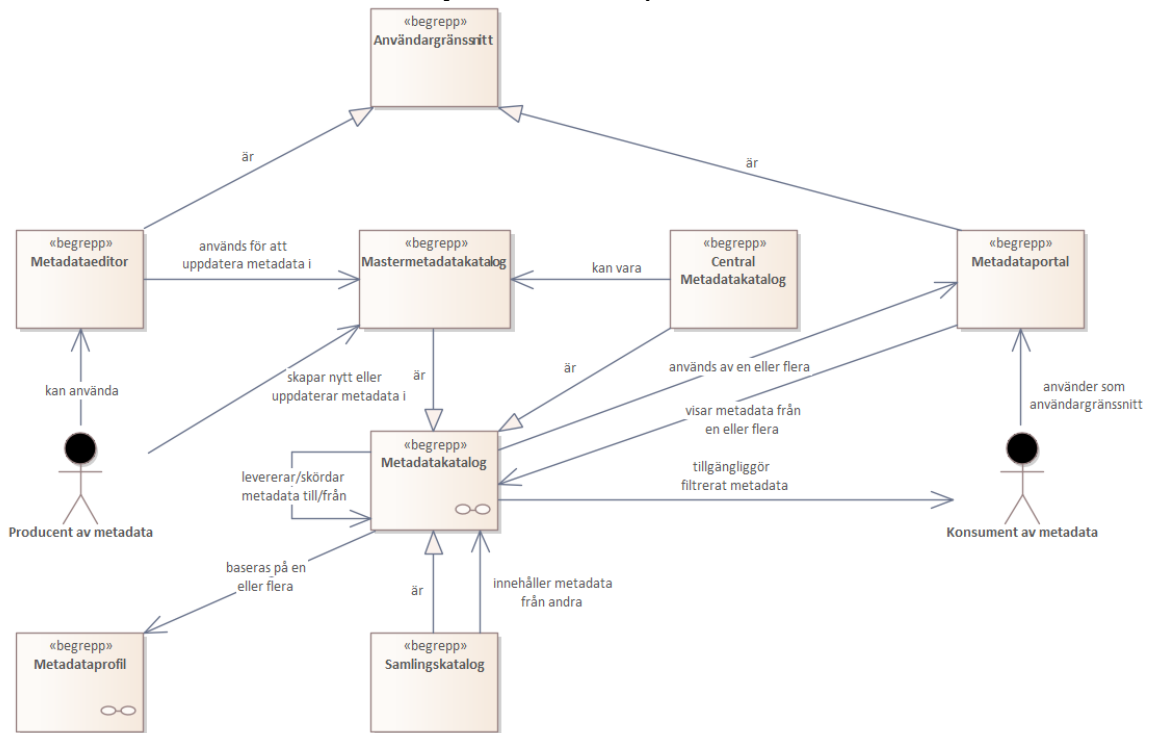 «begrepp»
Användargränssnitt
är
är
«begrepp»
Metadataeditor
används för att
uppdatera metadata i
«begrepp»
Mastermetadatakatalog
kan vara
«begrepp»
Central
Metadatakatalog
«begrepp»
Metadataportal
kan använda
skapar nytt eller
uppdaterar metadata i
är
är
används av en eller flera
visar metadata från
en eller flera
använder som
användargränssnitt
Producent av metadata
levererar/skördar
metadata till/från
«begrepp»
Metadatakatalog
tillgängliggör
filtrerat metadata
Konsument av metadata
baseras på en
eller flera
är
innehåller metadata
från andra
«begrepp»
Metadataprofil
«begrepp»
Samlingskatalog